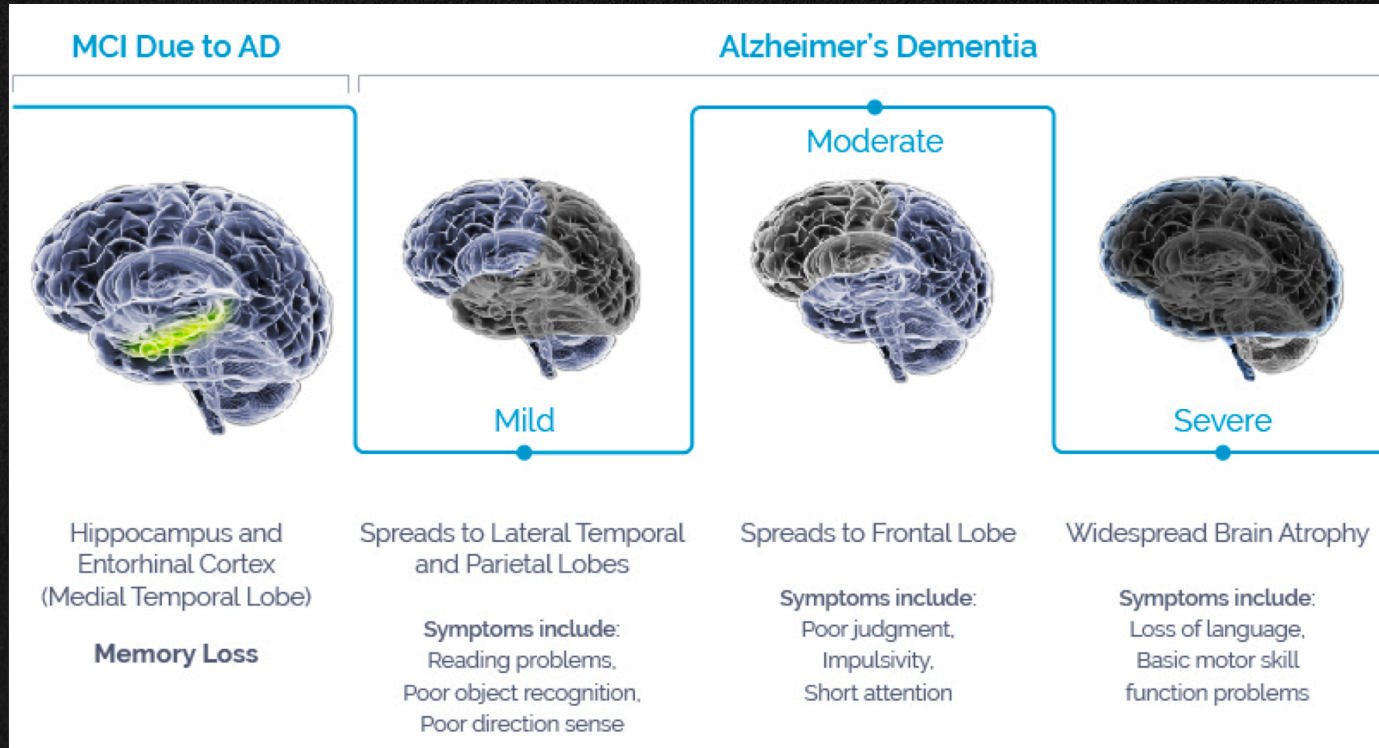 MCI Due to AD
Alzheimer's Dementia
Moderate
Mild
Severe
Hippocampus and
Entorhinal Cortex
(Medial Temporal Lobe)
Memory Loss
Spreads to Lateral Temporal
and Parietal Lobes
Symptoms include:
Reading problems,
Poor object recognition,
Poor direction sense
Spreads to Frontal Lobe
Symptoms include:
Poor judgment,
Impulsivity,
Short attention
Widespread Brain Atrophy
Symptoms include:
Loss of language,
Basic motor skill
function problems